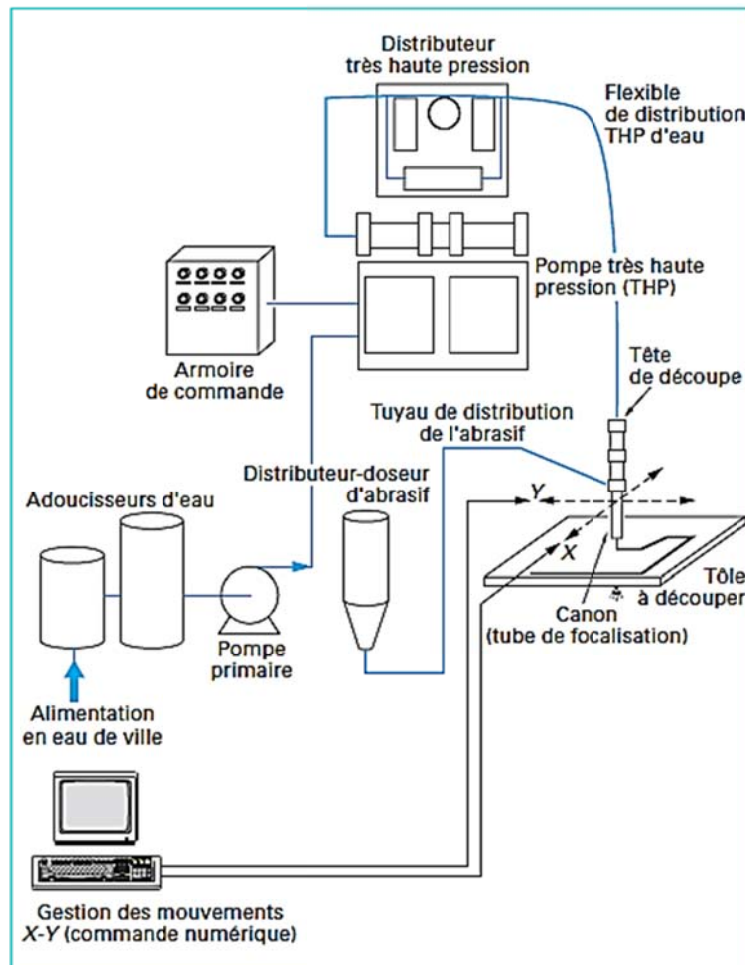 Distributeur
très haute pression
Flexible
de distribution
THP d'eau
Pompe très haute
pression (THP)
Armoire
de commande
Tête
de découpe
Tuyau de distribution
de l'abrasif
Distributeur-doseur
d'abrasif
Adoucisseurs d'eau
Y
X
Tôle
à découper
Canon
(tube de focalisation)
Pompe
primaire
Alimentation
en eau de ville
Gestion des mouvements
X-Y (commande numérique)